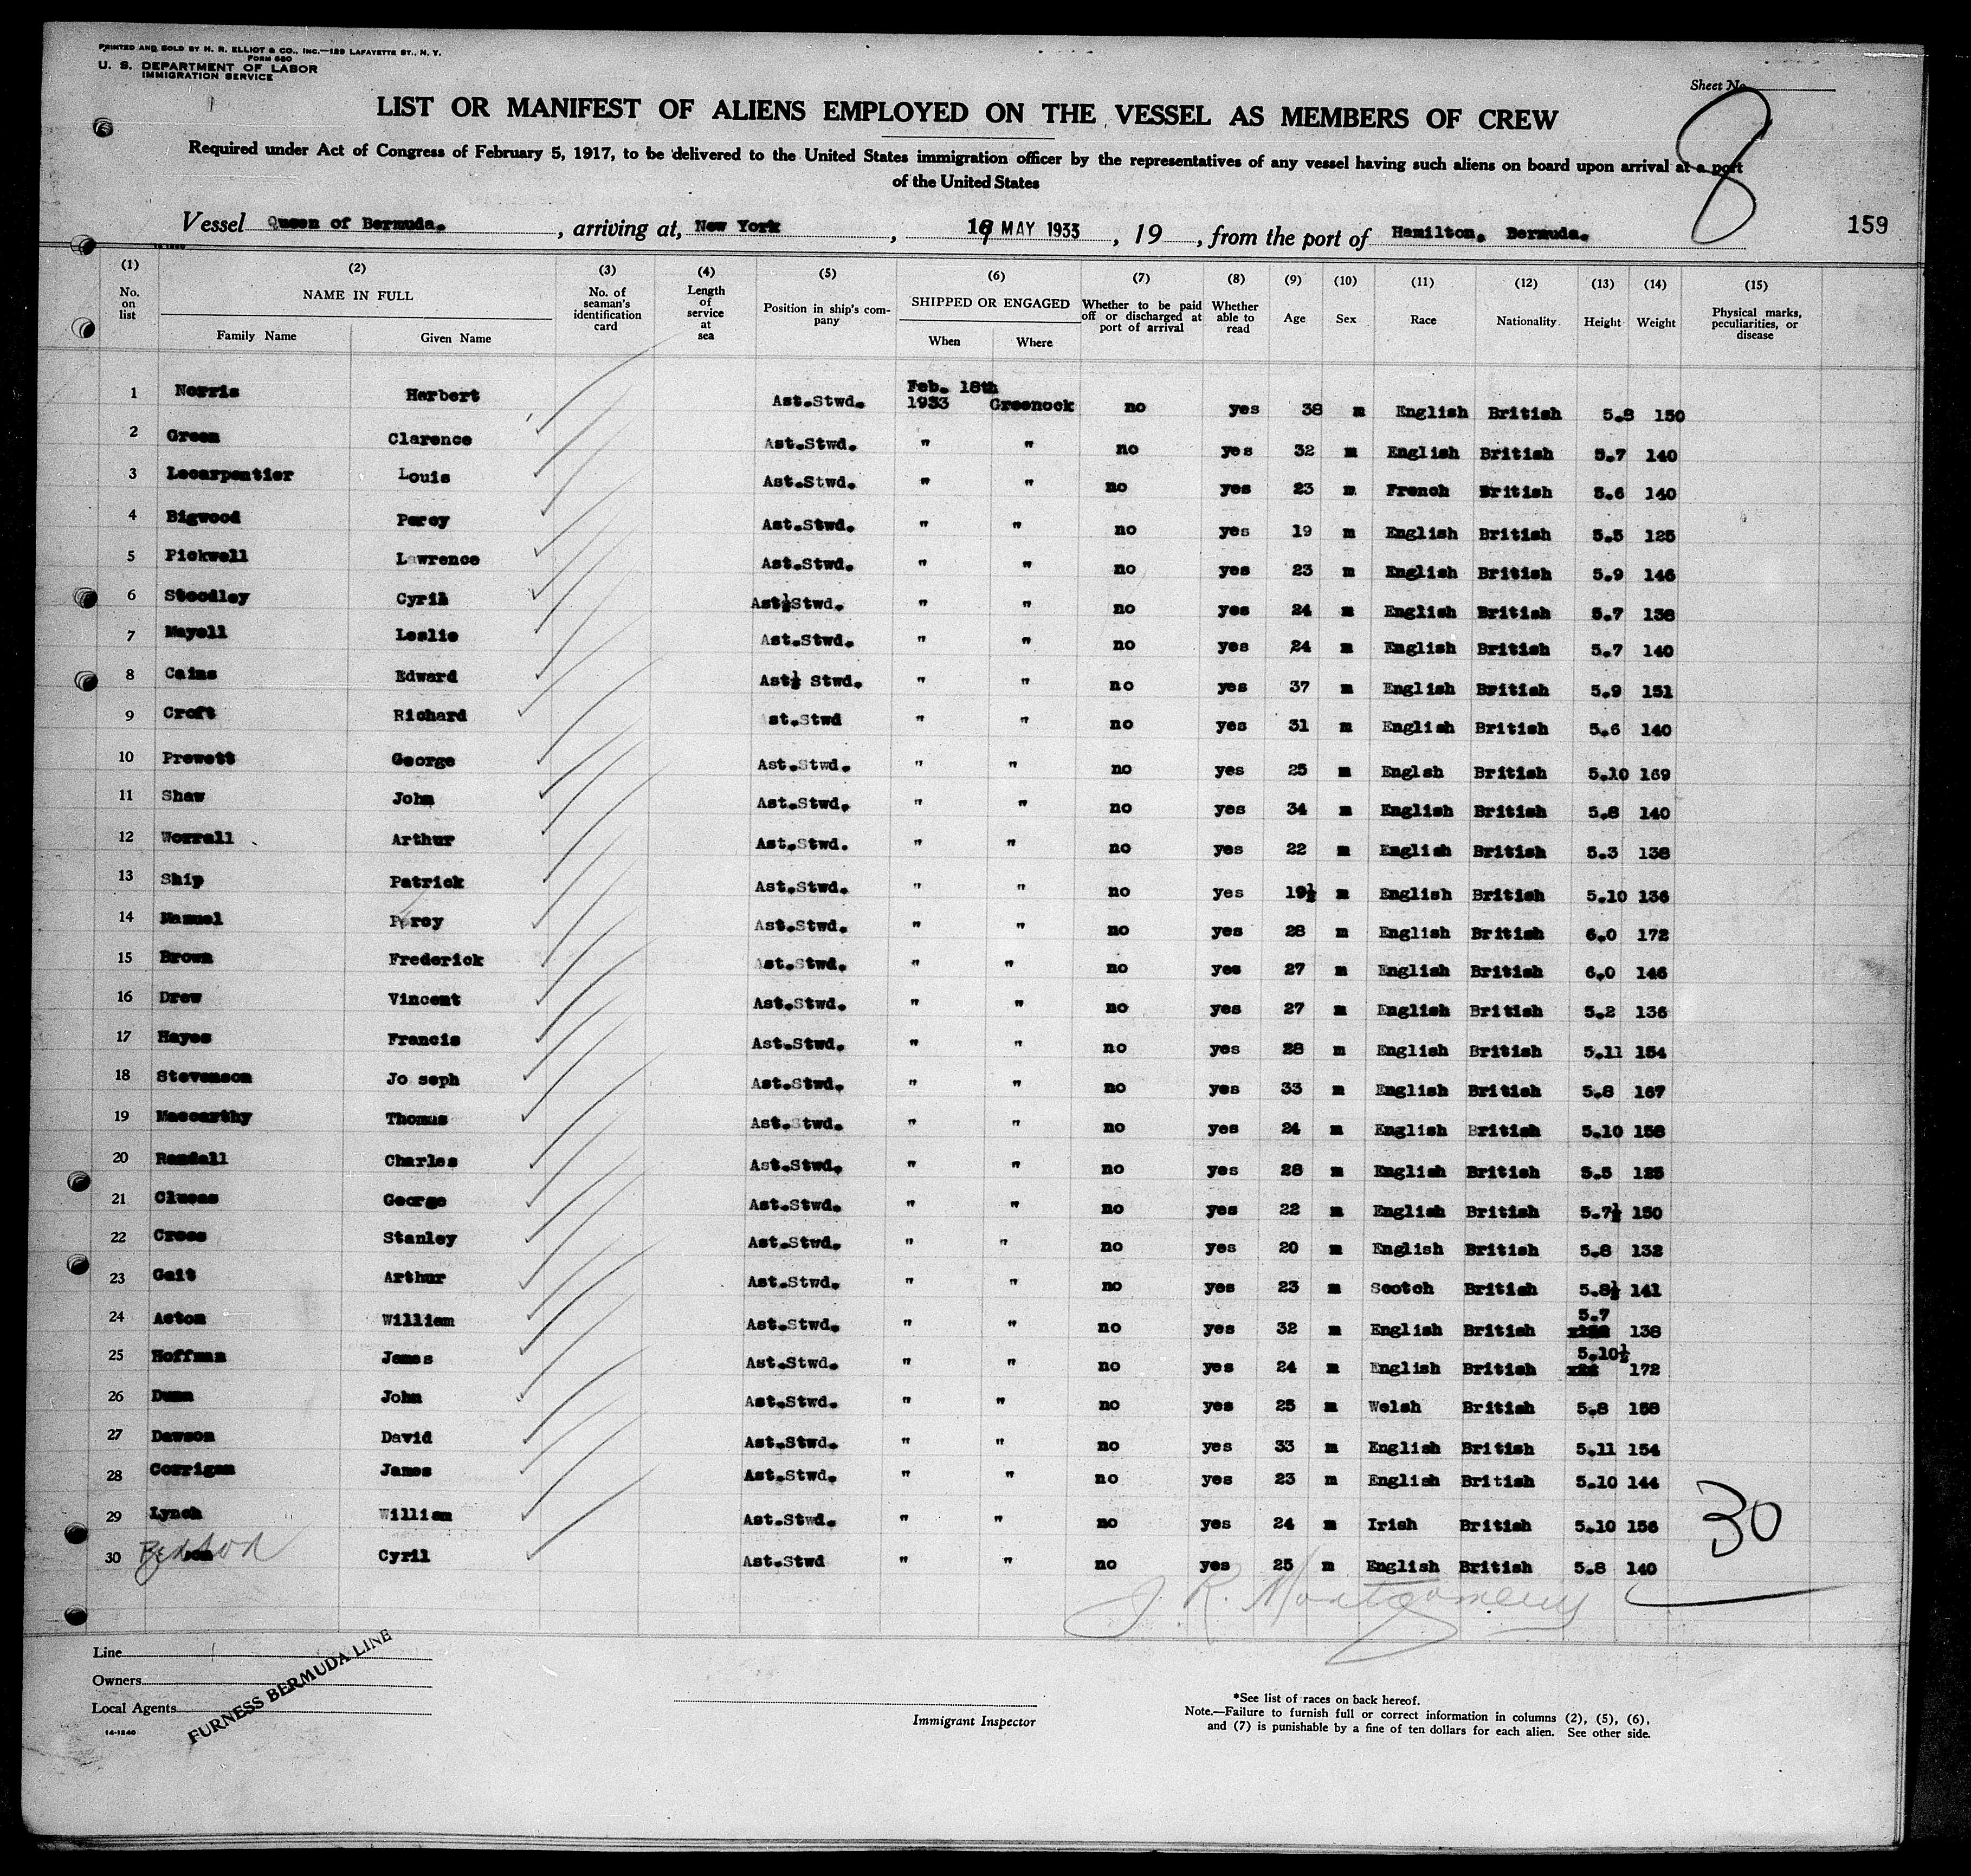 PRINTED AND SOLD BY H. R. ELLIOT & CO., INC.—129 LAFAYETTE ST., N. Y.
FORM 680
U. S. DEPARTMENT OF LABOR
IMMIGRATION SERVICE
Sheet No.
8
LIST OR MANIFEST OF ALIENS EMPLOYED ON THE VESSEL AS MEMBERS OF CREW
Required under Act of Congress of February 5, 1917, to be delivered to the United States immigration officer by the representatives of any vessel having such aliens on board upon arrival at a port
of the United States
Vessel Queen of Bermuda. , arriving at, New York , MAY 1933 , 19 , from the port of Hamilton, Bermuda.
159
(1) No. on list (2) NAME IN FULL Family Name Given Name (3) No. of seaman's identification card (4) Length of service at sea (5) Position in ship's company (6) SHIPPED OR ENGAGED When Where (7) Whether to be paid off or discharged at port of arrival (8) Whether able to read (9) Age (10) Sex (11) Race (12) Nationality (13) Height (14) Weight (15) Physical marks, peculiarities, or disease
1 Norris Herbert Ast.Stwd. Feb. 18th 1933 Greenock no yes 38 m English British 5.8 150
2 Green Clarence Ast.Stwd. " " no yes 32 m English British 5.7 140
3 Lecarpentier Louis Ast.Stwd. " " no yes 23 m French British 5.6 140
4 Bigwood Percy Ast.Stwd. " " no yes 19 m English British 5.5 125
5 Pickwell Lawrence Ast.Stwd. " " no yes 23 m English British 5.9 146
6 Stoodley Cyril Ast½Stwd. " " no yes 24 m English British 5.7 138
7 Mayell Leslie Ast.Stwd. " " no yes 24 m English British 5.7 140
8 Cains Edward Ast½ Stwd. " " no yes 37 m English British 5.9 151
9 Croft Richard Ast.Stwd " " no yes 31 m English British 5.6 140
10 Prewett George Ast.Stwd. " " no yes 25 m Englsh British 5.10 169
11 Shaw John Ast.Stwd. " " no yes 34 m English British 5.8 140
12 Worrall Arthur Ast.Stwd. " " no yes 22 m English British 5.3 138
13 Ship Patrick Ast.Stwd. " " no yes 19½ m English British 5.10 136
14 Manuel Percy Ast.Stwd. " " no yes 28 m English British 6.0 172
15 Brown Frederick Ast.Stwd. " " no yes 27 m English British 6.0 146
16 Drew Vincent Ast.Stwd. " " no yes 27 m English British 5.2 136
17 Hayes Francis Ast.Stwd. " " no yes 28 m English British 5.11 154
18 Stevenson Jo seph Ast.Stwd. " " no yes 33 m English British 5.8 167
19 Maccarthy Thomas Ast.Stwd. " " no yes 24 m English British 5.10 158
20 Randall Charles Ast.Stwd. " " no yes 28 m English British 5.5 125
21 Clucas George Ast.Stwd. " " no yes 22 m English British 5.7½ 150
22 Cross Stanley Ast.Stwd. " " no yes 20 m English British 5.8 132
23 Gait Arthur Ast.Stwd. " " no yes 23 m Scotch British 5.8½ 141
24 Aston William Ast.Stwd. " " no yes 32 m English British 5.7 138
25 Hoffman James Ast.Stwd. " " no yes 24 m English British 5.10½ 172
26 Dunn John Ast.Stwd. " " no yes 25 m Welsh British 5.8 158
27 Dawson David Ast.Stwd. " " no yes 33 m English British 5.11 154
28 Corrigan James Ast.Stwd. " " no yes 23 m English British 5.10 144
29 Lynch William Ast.Stwd. " " no yes 24 m Irish British 5.10 156
30 Cyril Ast.Stwd " " no yes 25 m English British 5.8 140
30
J. R. Montgomery
Line
Owners
Local Agents
FURNESS BERMUDA LINE
14-1240
Immigrant Inspector
*See list of races on back hereof.
Note.—Failure to furnish full or correct information in columns (2), (5), (6),
and (7) is punishable by a fine of ten dollars for each alien. See other side.